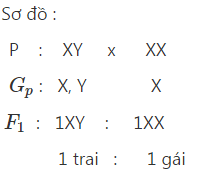 Sơ đồ :
P : XY x XX
Gp : X, Y X
F1 : 1XY : 1XX
1 trai : 1 gái